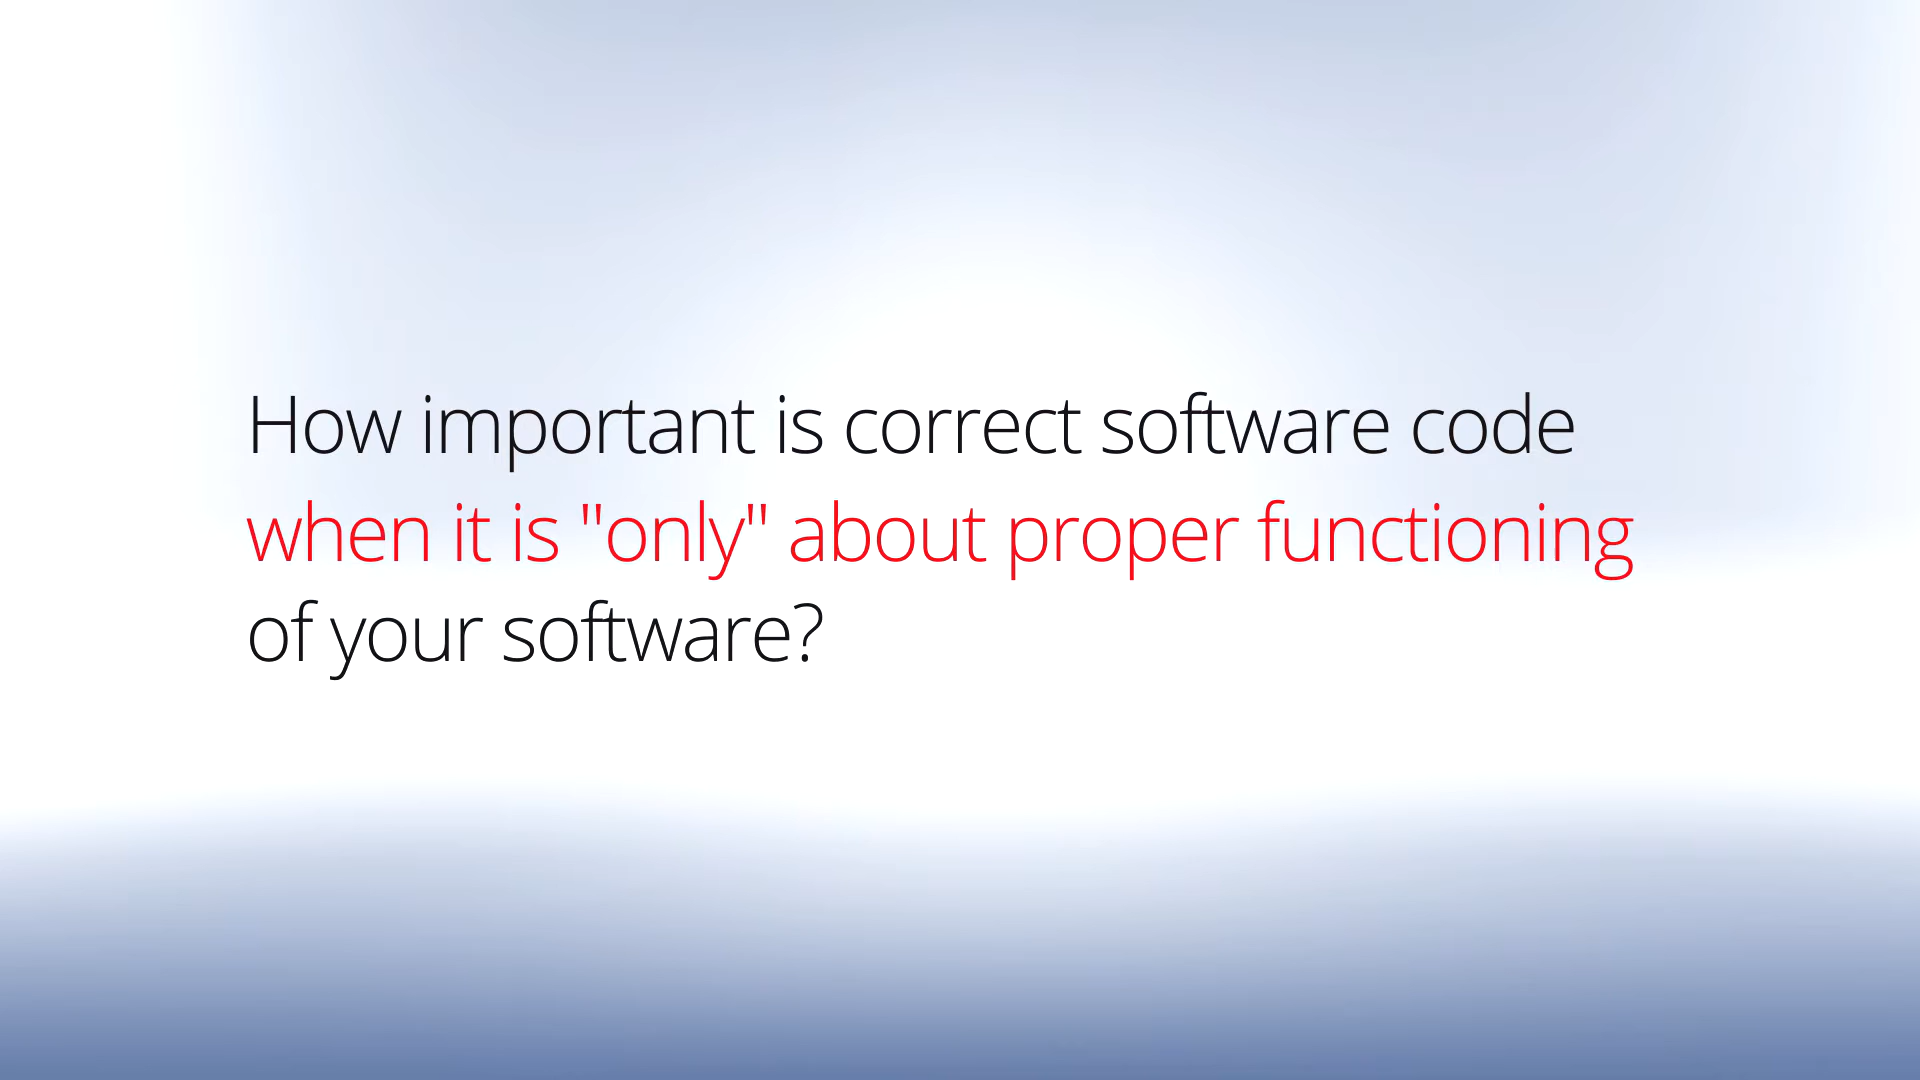 How important is correct software code
when it is "only" about proper functioning
of your software?